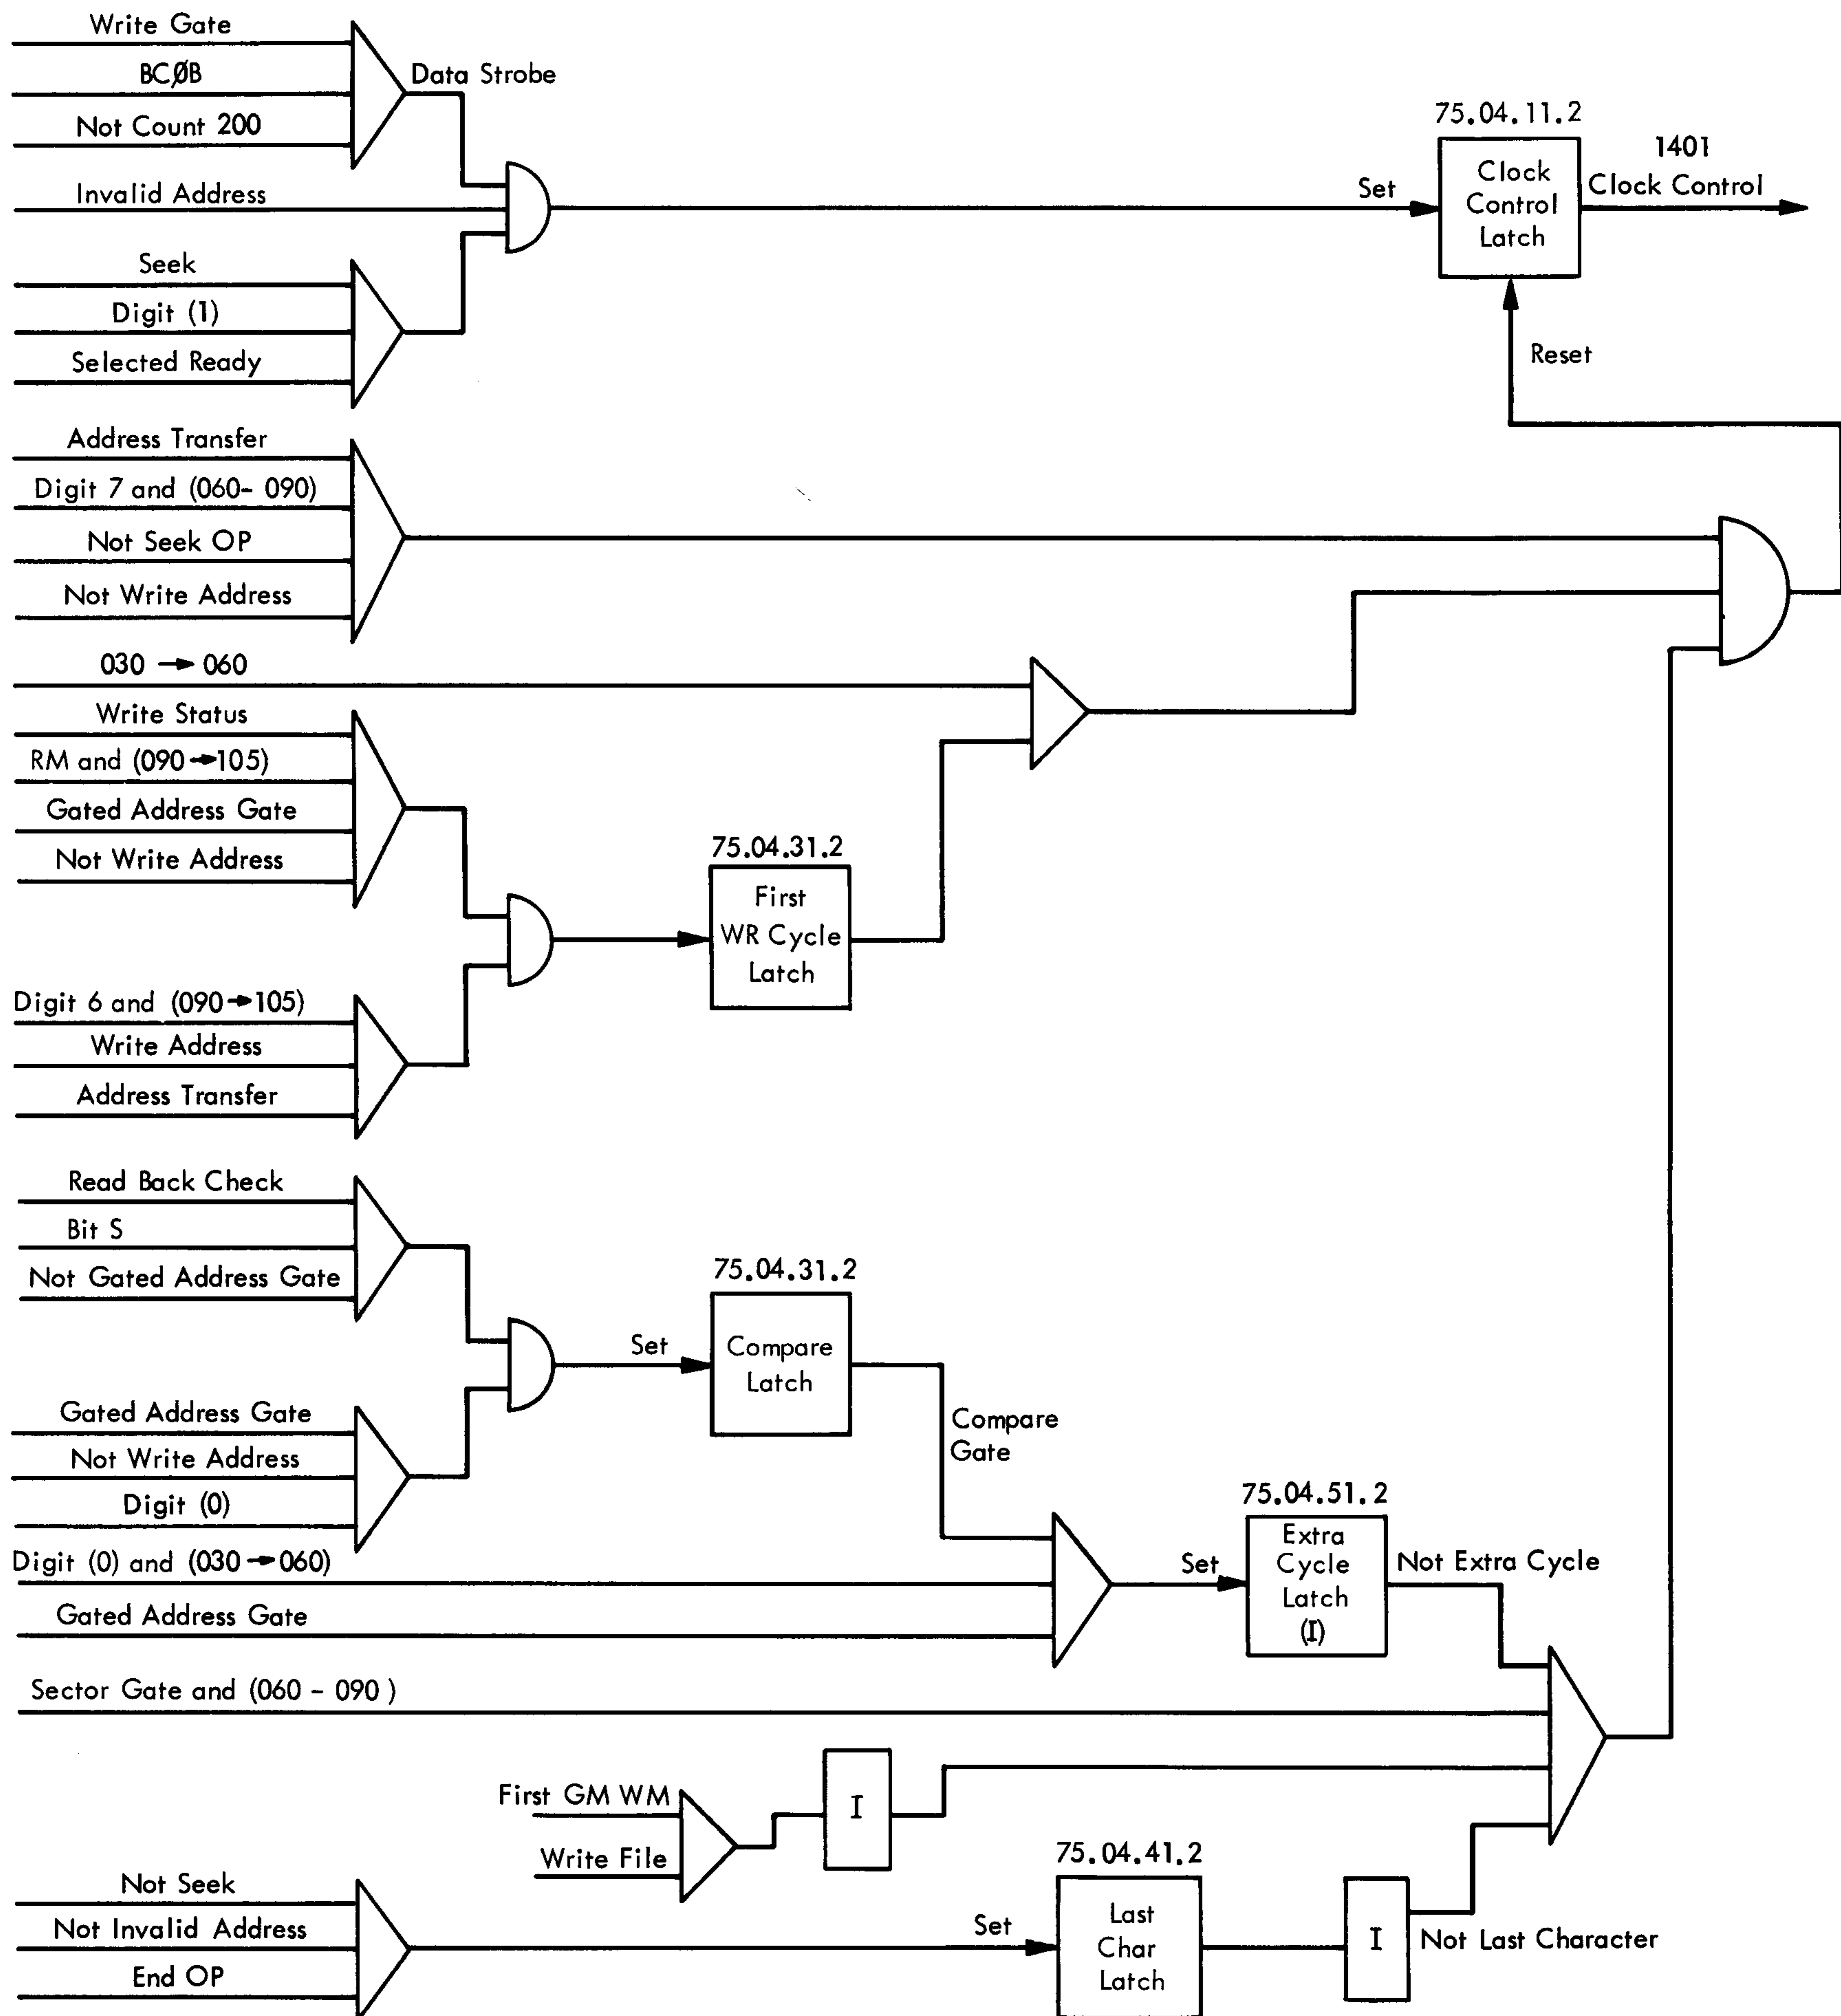 Write Gate
BCØB
Data Strobe
Not Count 200
75.04.11.2
1401
Clock Control
Clock
Control
Latch
Set
Invalid Address
Seek
Digit (1)
Selected Ready
Reset
Address Transfer
Digit 7 and (060- 090)
Not Seek OP
Not Write Address
030 → 060
Write Status
RM and (090→105)
Gated Address Gate
Not Write Address
75.04.31.2
First
WR Cycle
Latch
Digit 6 and (090→105)
Write Address
Address Transfer
Read Back Check
Bit S
Not Gated Address Gate
75.04.31.2
Set
Compare
Latch
Gated Address Gate
Not Write Address
Digit (0)
Compare
Gate
75.04.51.2
Digit (0) and (030→060)
Set
Extra
Cycle
Latch
(I)
Not Extra Cycle
Gated Address Gate
Sector Gate and (060 - 090 )
First GM WM
I
Write File
75.04.41.2
Not Seek
Not Invalid Address
End OP
Set
Last
Char
Latch
I
Not Last Character